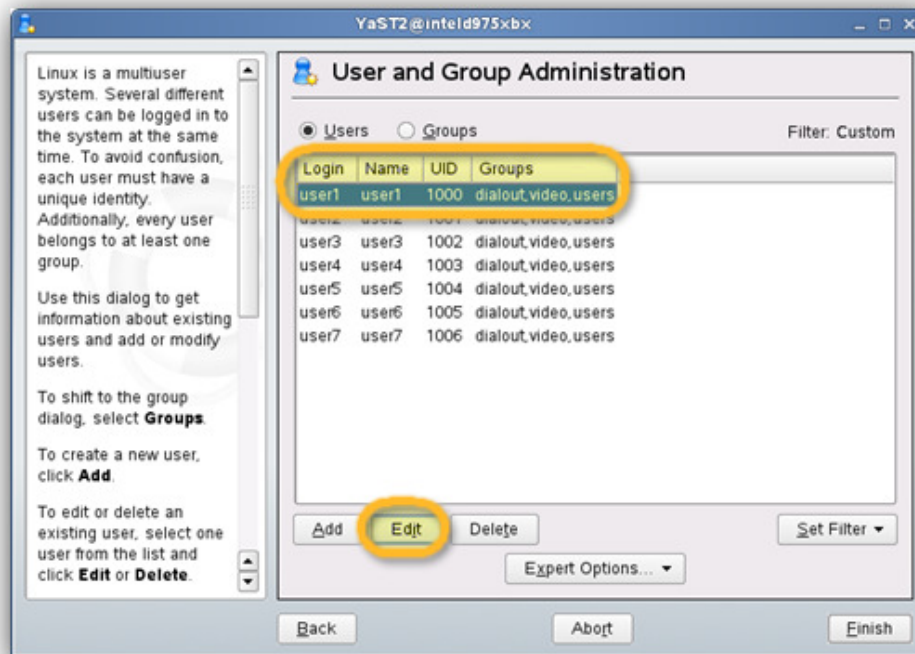 YaST2@inteld975xbx
Linux is a multiuser
system. Several different
users can be logged in to
the system at the same
time. To avoid confusion,
each user must have a
unique identity.
Additionally, every user
belongs to at least one
group.
Use this dialog to get
information about existing
users and add or modify
users.
To shift to the group
dialog, select Groups.
To create a new user,
click Add.
To edit or delete an
existing user, select one
user from the list and
click Edit or Delete.
User and Group Administration
Users Groups Filter: Custom
Login Name UID Groups
user1 user1 1000 dialout,video,users
user2 user2 1001 dialout,video,users
user3 user3 1002 dialout,video,users
user4 user4 1003 dialout,video,users
user5 user5 1004 dialout,video,users
user6 user6 1005 dialout,video,users
user7 user7 1006 dialout,video,users
Add Edit Delete Set Filter
Expert Options...
Back Abort Finish